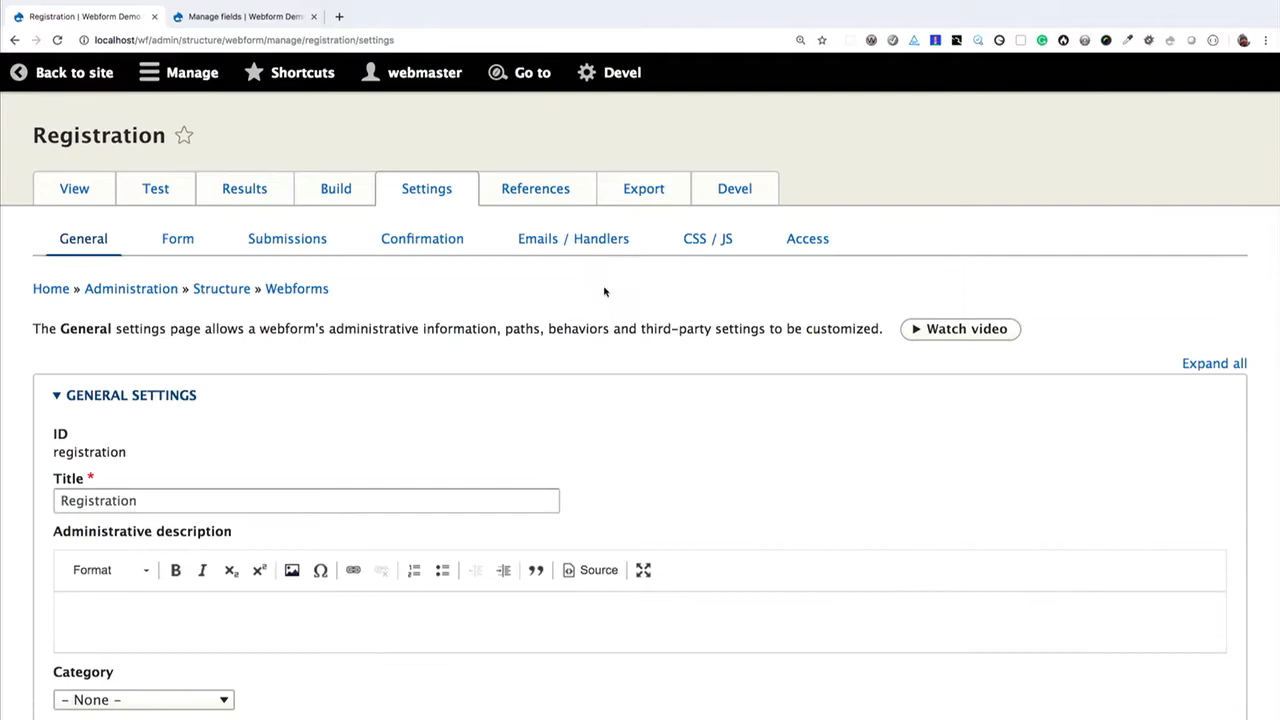 Registration | Webform Demo
Manage fields | Webform Dem
localhost/wf/admin/structure/webform/manage/registration/settings
Back to site Manage Shortcuts webmaster Go to Devel
Registration
View Test Results Build Settings References Export Devel
General Form Submissions Confirmation Emails / Handlers CSS / JS Access
Home » Administration » Structure » Webforms
The General settings page allows a webform's administrative information, paths, behaviors and third-party settings to be customized. Watch video
Expand all
GENERAL SETTINGS
ID
registration
Title *
Registration
Administrative description
Format B I x₂ x² Ω Source
Category
– None –